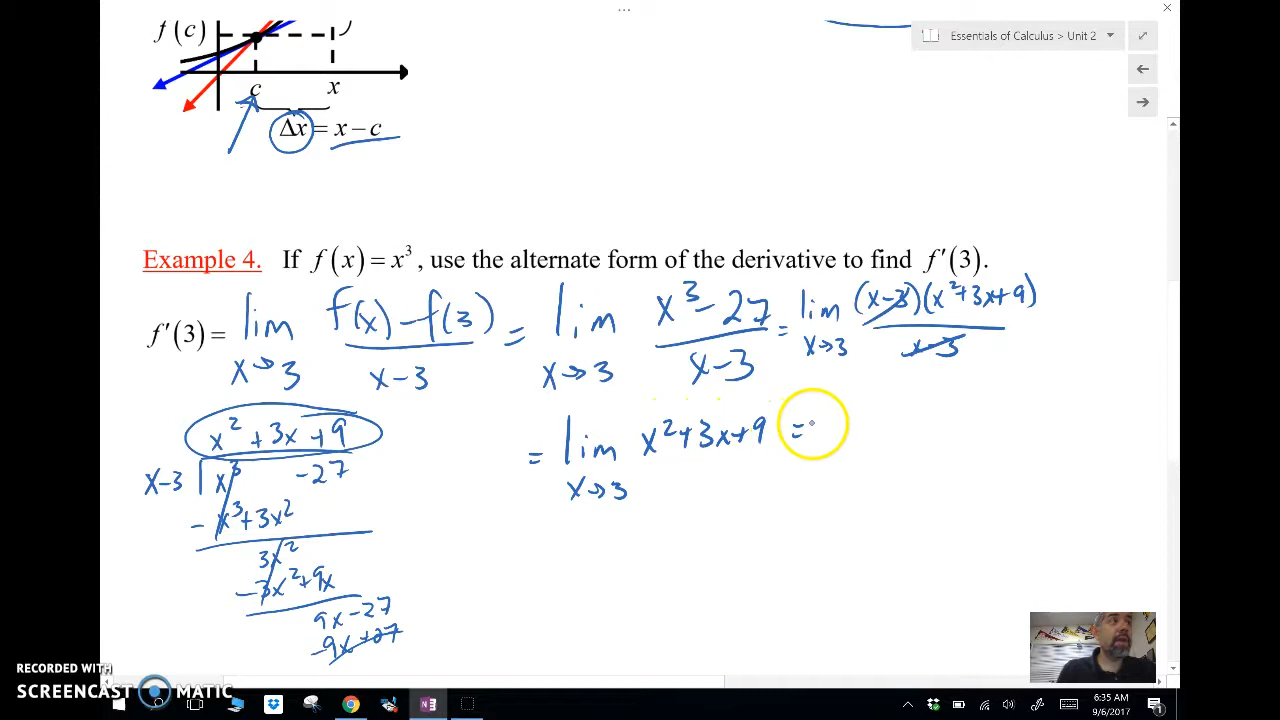 ...
Essentials of Calculus > Unit 2
f(c)
c x
Δx = x − c
Example 4. If f(x) = x³, use the alternate form of the derivative to find f′(3).
f′(3) = lim x→3 f(x) − f(3) / x−3 = lim x→3 x³ − 27 / x−3 = lim x→3 (x−3)(x²+3x+9) / x−3
= lim x→3 x²+3x+9 =
x² + 3x + 9
x−3 x³ −27
− x³ + 3x²
3x²
−3x² + 9x
9x − 27
−9x + 27
RECORDED WITH
SCREENCAST MATIC
6:35 AM
9/6/2017
1